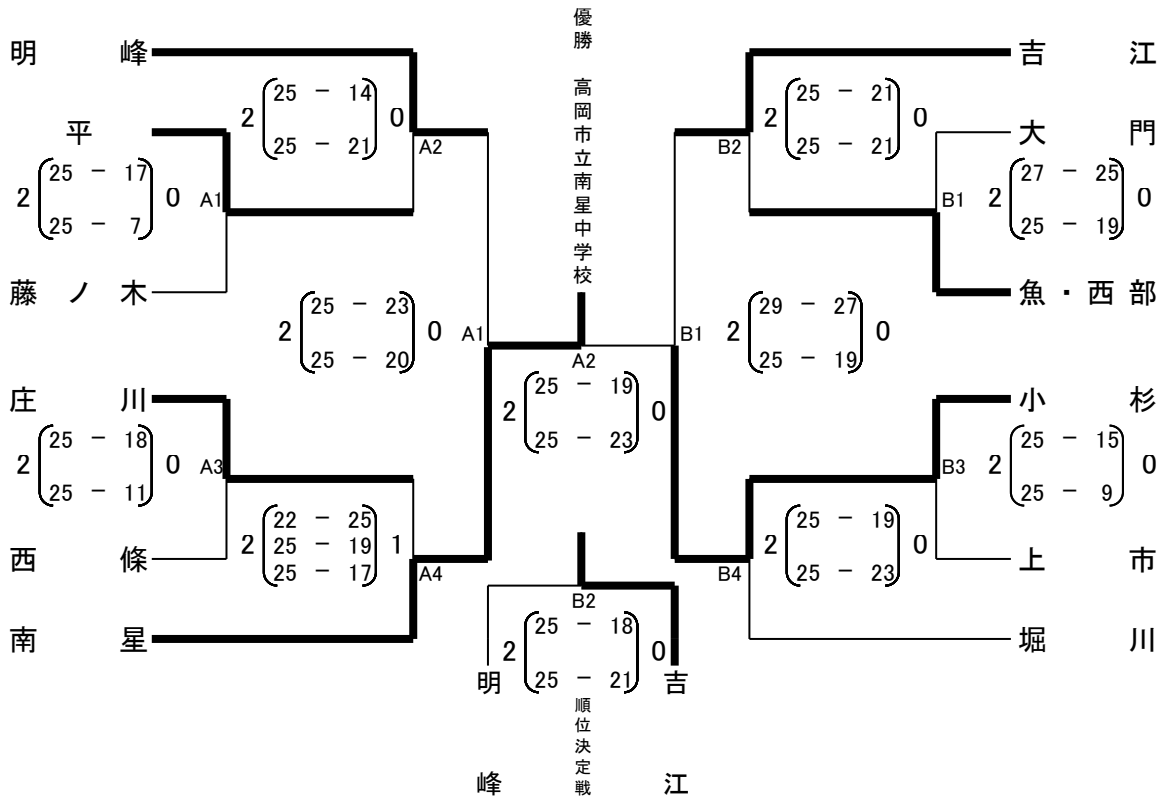 優勝 高岡市立南星中学校
明 峰
吉 江
2 25 － 14 0
25 － 21
A2
2 25 － 21 0
25 － 21
B2
平
大 門
2 25 － 17 0
25 － 7
A1
2 27 － 25 0
25 － 19
B1
藤 ノ 木
魚・西 部
2 25 － 23 0
25 － 20
A1
2 29 － 27 0
25 － 19
B1
A2
2 25 － 19 0
25 － 23
庄 川
小 杉
2 25 － 18 0
25 － 11
A3
2 25 － 15 0
25 － 9
B3
2 22 － 25 1
25 － 19
25 － 17
A4
2 25 － 19 0
25 － 23
B4
西 條
上 市
南 星
堀 川
B2
2 25 － 18 0
25 － 21
明 峰
吉 江
順位決定戦